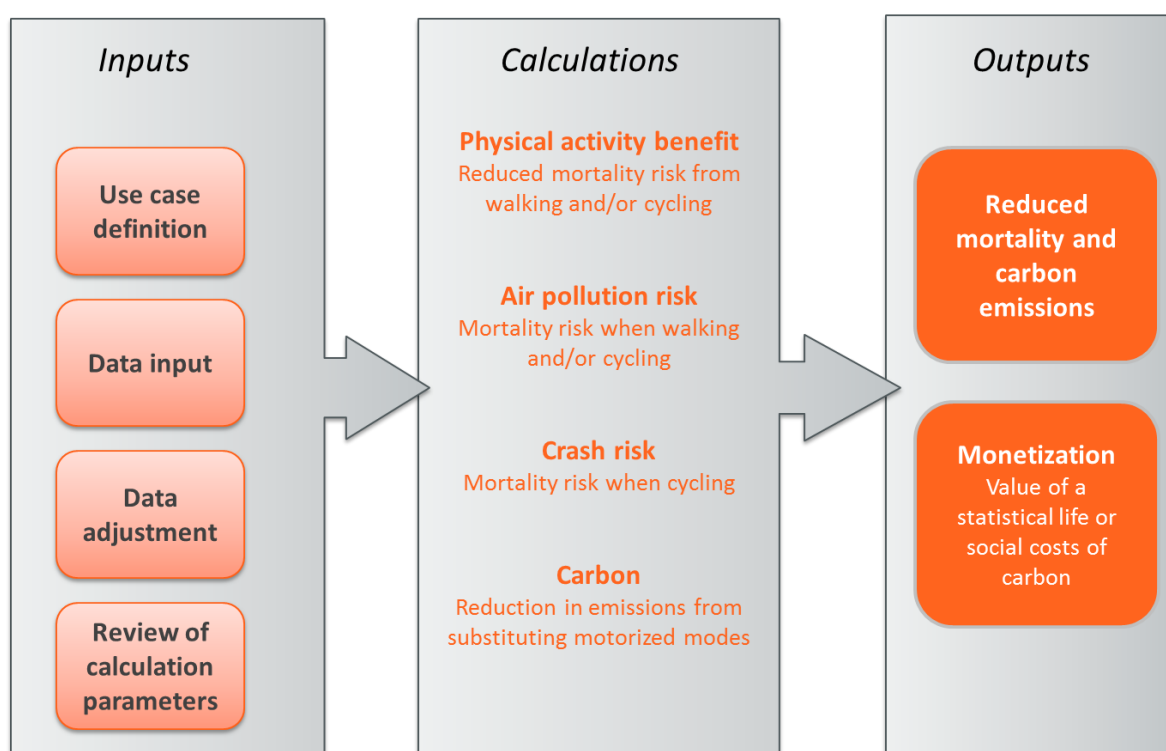 Inputs
Use case
definition
Data input
Data
adjustment
Review of
calculation
parameters
Calculations
Physical activity benefit
Reduced mortality risk from
walking and/or cycling
Air pollution risk
Mortality risk when walking
and/or cycling
Crash risk
Mortality risk when cycling
Carbon
Reduction in emissions from
substituting motorized modes
Outputs
Reduced
mortality and
carbon
emissions
Monetization
Value of a
statistical life or
social costs of
carbon